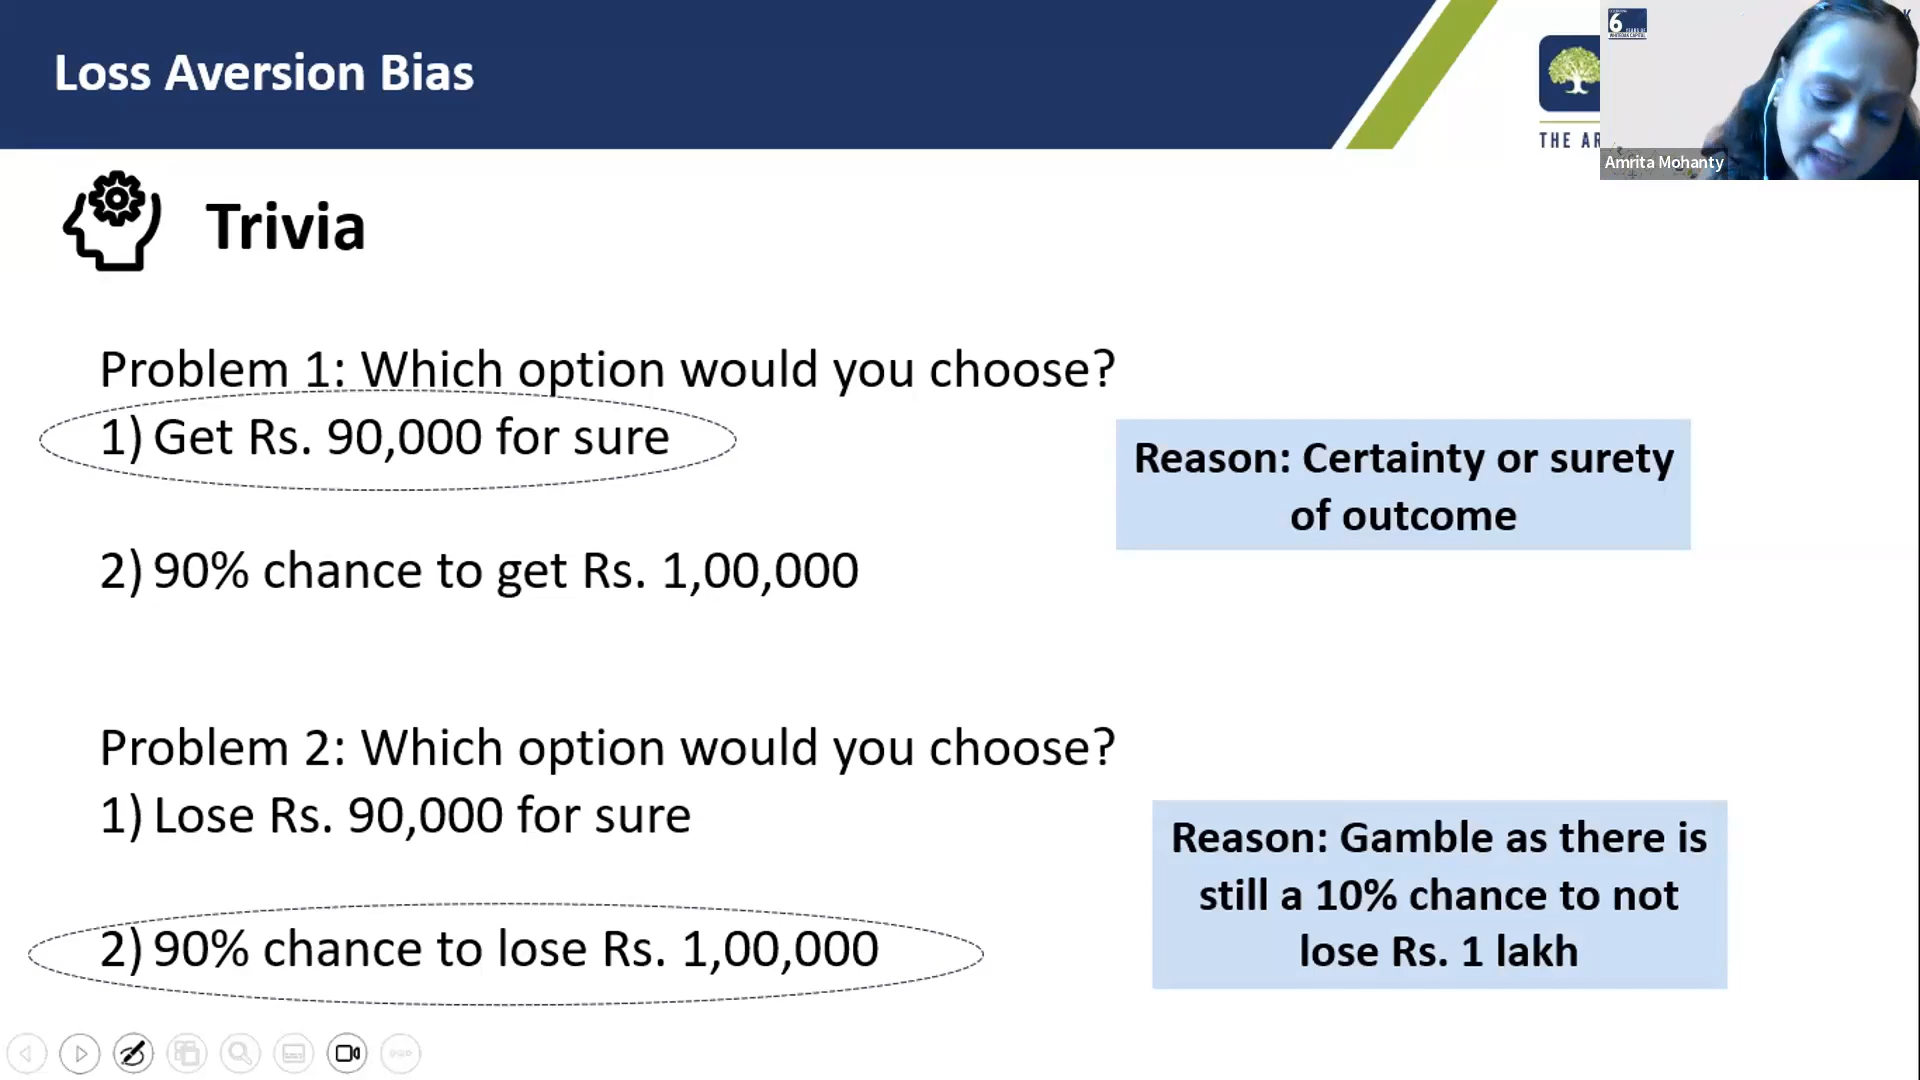 Loss Aversion Bias
THE AR
6
WHITEOAK CAPITAL
K
Amrita Mohanty
Trivia
Problem 1: Which option would you choose?
1) Get Rs. 90,000 for sure
Reason: Certainty or surety
of outcome
2) 90% chance to get Rs. 1,00,000
Problem 2: Which option would you choose?
1) Lose Rs. 90,000 for sure
Reason: Gamble as there is
still a 10% chance to not
lose Rs. 1 lakh
2) 90% chance to lose Rs. 1,00,000